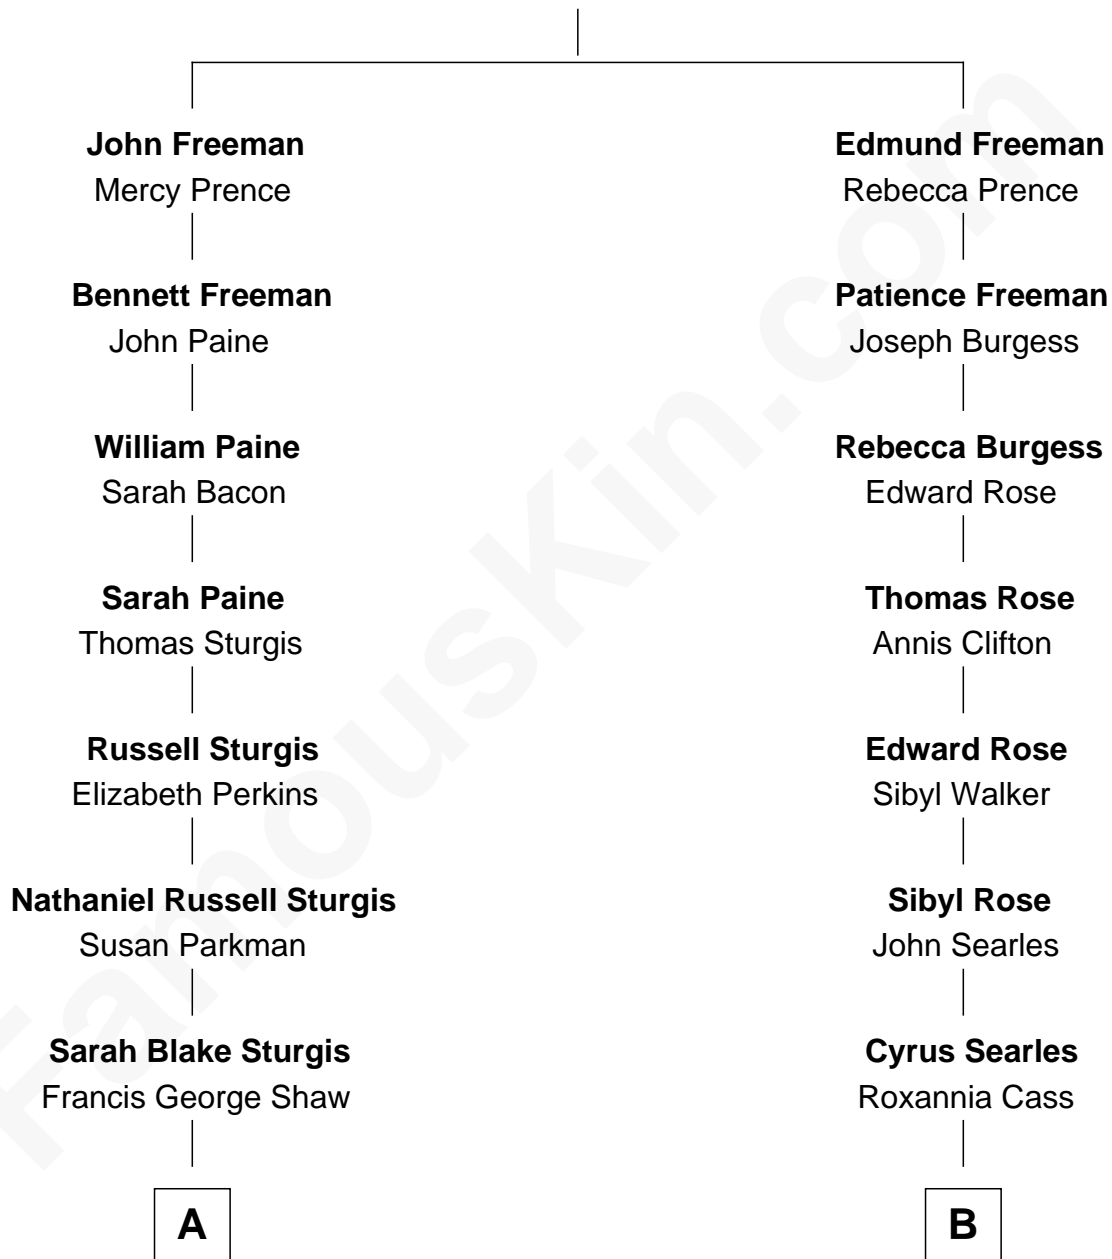 John Freeman
Mercy Prence
Bennett Freeman
John Paine
William Paine
Sarah Bacon
Sarah Paine
Thomas Sturgis
Russell Sturgis
Elizabeth Perkins
Nathaniel Russell Sturgis
Susan Parkman
Sarah Blake Sturgis
Francis George Shaw
A
Edmund Freeman
Rebecca Prence
Patience Freeman
Joseph Burgess
Rebecca Burgess
Edward Rose
Thomas Rose
Annis Clifton
Edward Rose
Sibyl Walker
Sibyl Rose
John Searles
Cyrus Searles
Roxannia Cass
B
FamousKin.com